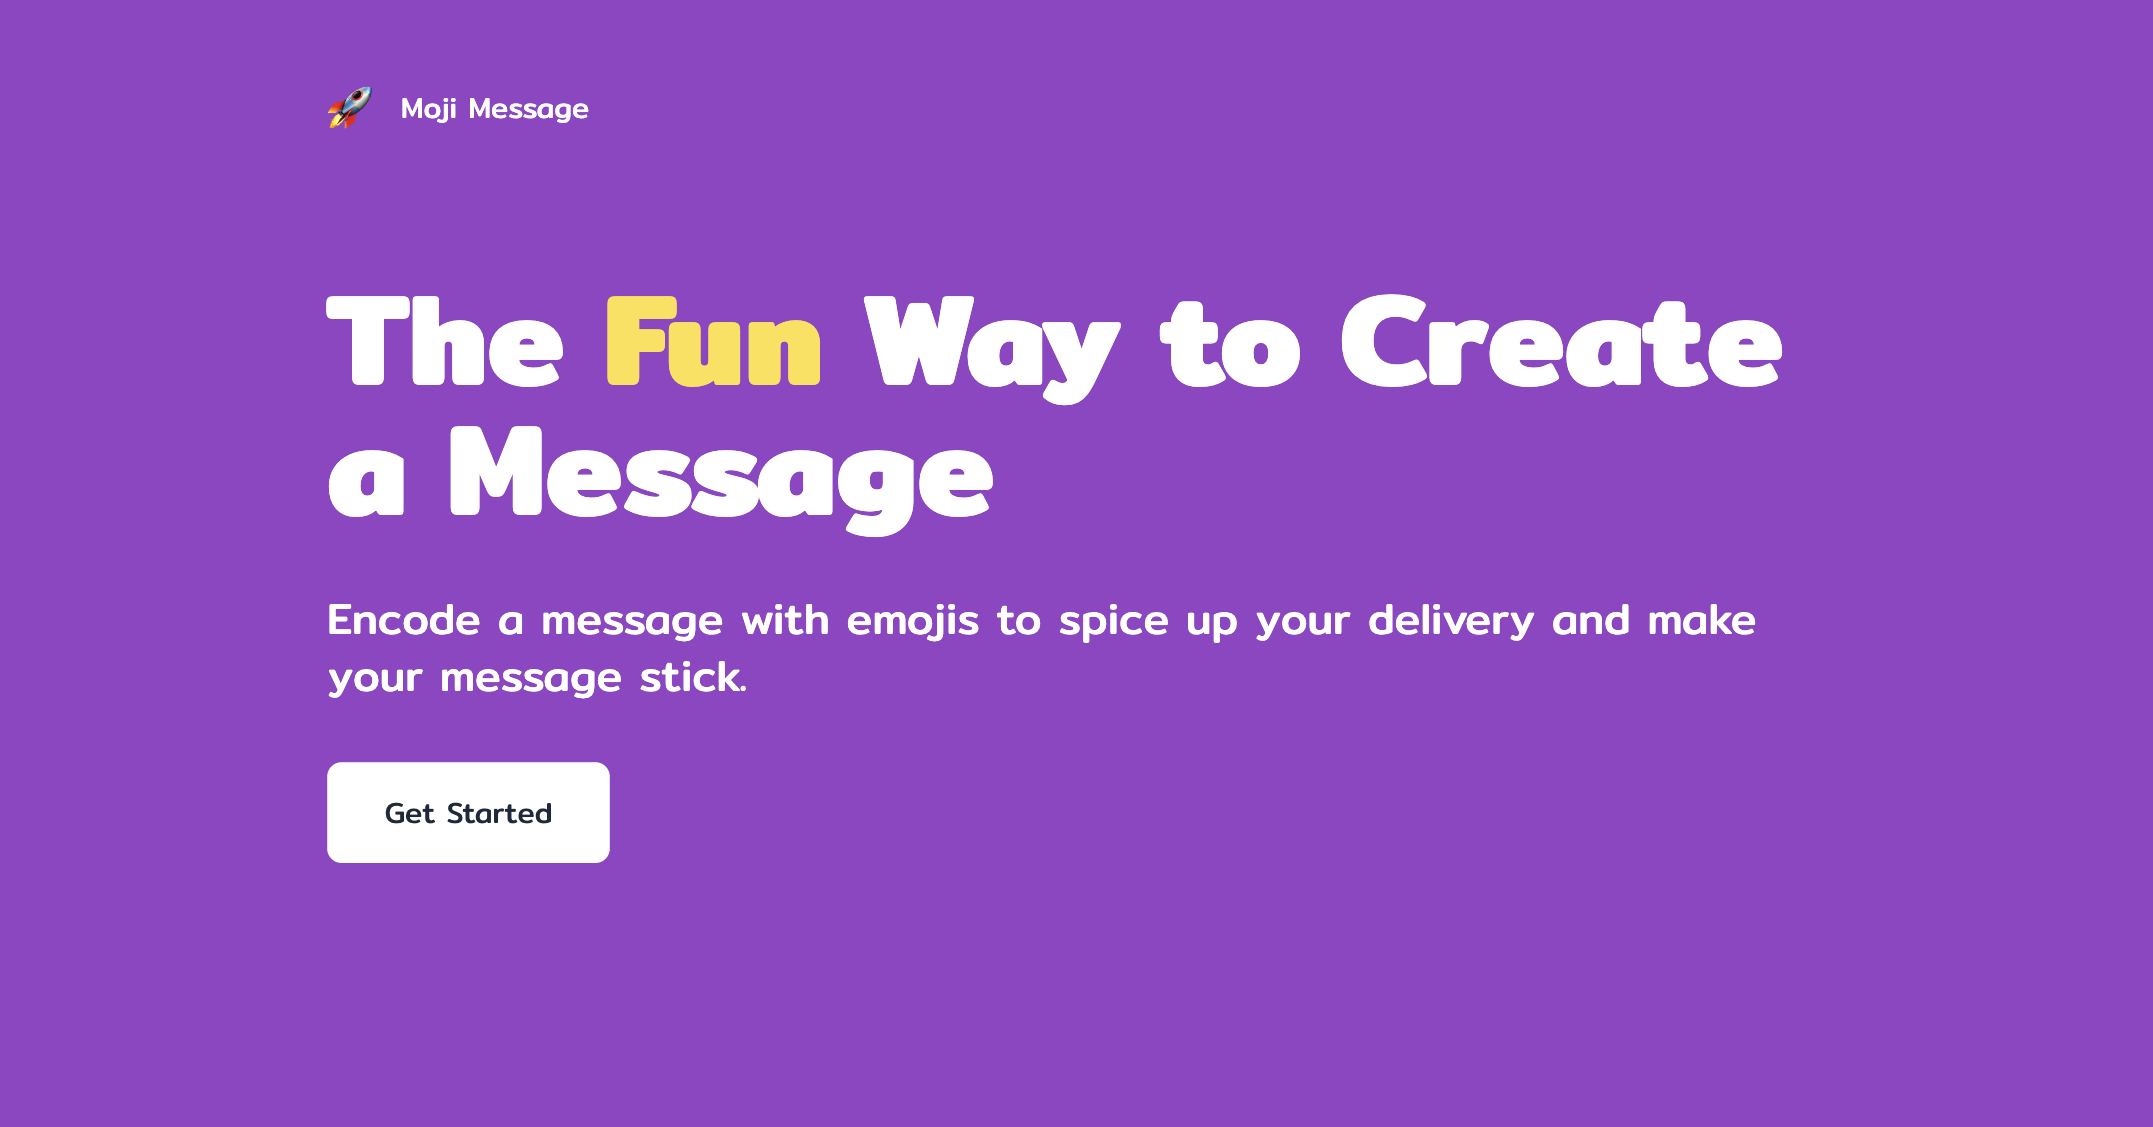 Moji Message
The Fun Way to Create
a Message
Encode a message with emojis to spice up your delivery and make
your message stick.
Get Started